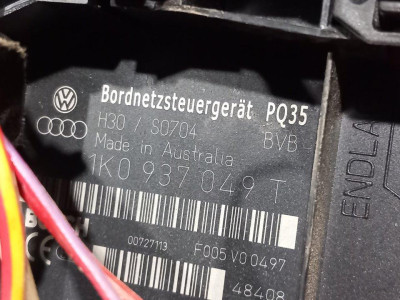 Bordnetzsteuergerät PQ35
H30 / S0704 BVB
Made in Australia
1K0 937 049 T
00727113 F005 V0 0497
48408
ENDLA